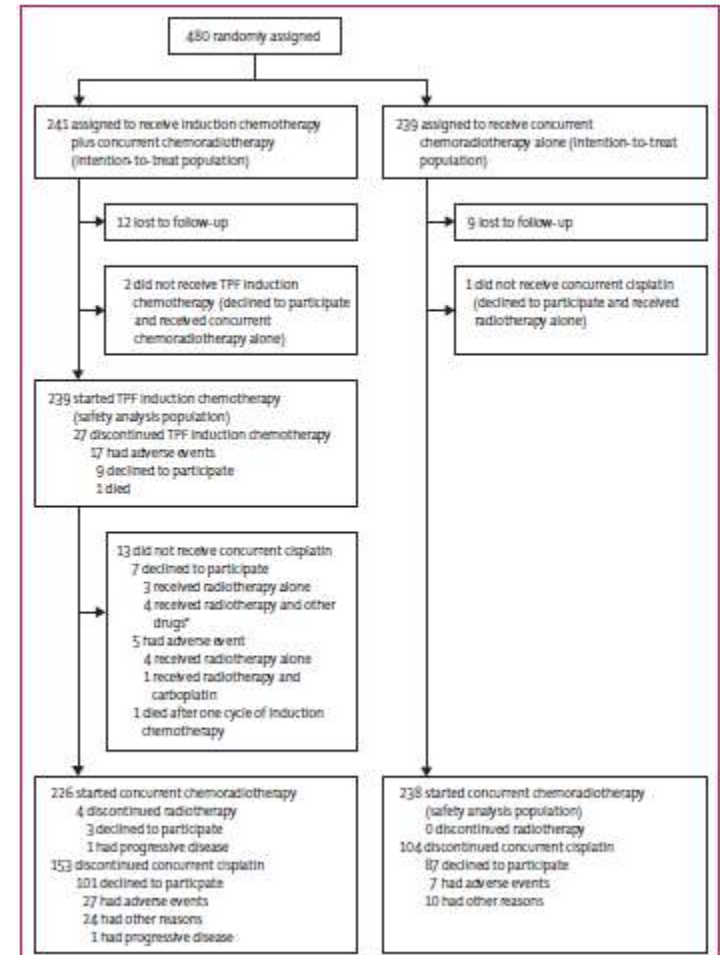 480 randomly assigned
241 assigned to receive induction chemotherapy
plus concurrent chemoradiotherapy
(intention-to-treat population)
239 assigned to receive concurrent
chemoradiotherapy alone (intention-to-treat
population)
12 lost to follow-up
9 lost to follow-up
2 did not receive TPF induction
chemotherapy (declined to participate
and received concurrent
chemoradiotherapy alone)
1 did not receive concurrent cisplatin
(declined to participate and received
radiotherapy alone)
239 started TPF induction chemotherapy
(safety analysis population)
27 discontinued TPF induction chemotherapy
17 had adverse events
9 declined to participate
1 died
13 did not receive concurrent cisplatin
7 declined to participate
3 received radiotherapy alone
4 received radiotherapy and other
drugs*
5 had adverse event
4 received radiotherapy alone
1 received radiotherapy and
carboplatin
1 died after one cycle of induction
chemotherapy
226 started concurrent chemoradiotherapy
4 discontinued radiotherapy
3 declined to participate
1 had progressive disease
153 discontinued concurrent cisplatin
101 declined to particpate
27 had adverse events
24 had other reasons
1 had progressive disease
238 started concurrent chemoradiotherapy
(safety analysis population)
0 discontinued radiotherapy
104 discontinued concurrent cisplatin
87 declined to participate
7 had adverse events
10 had other reasons